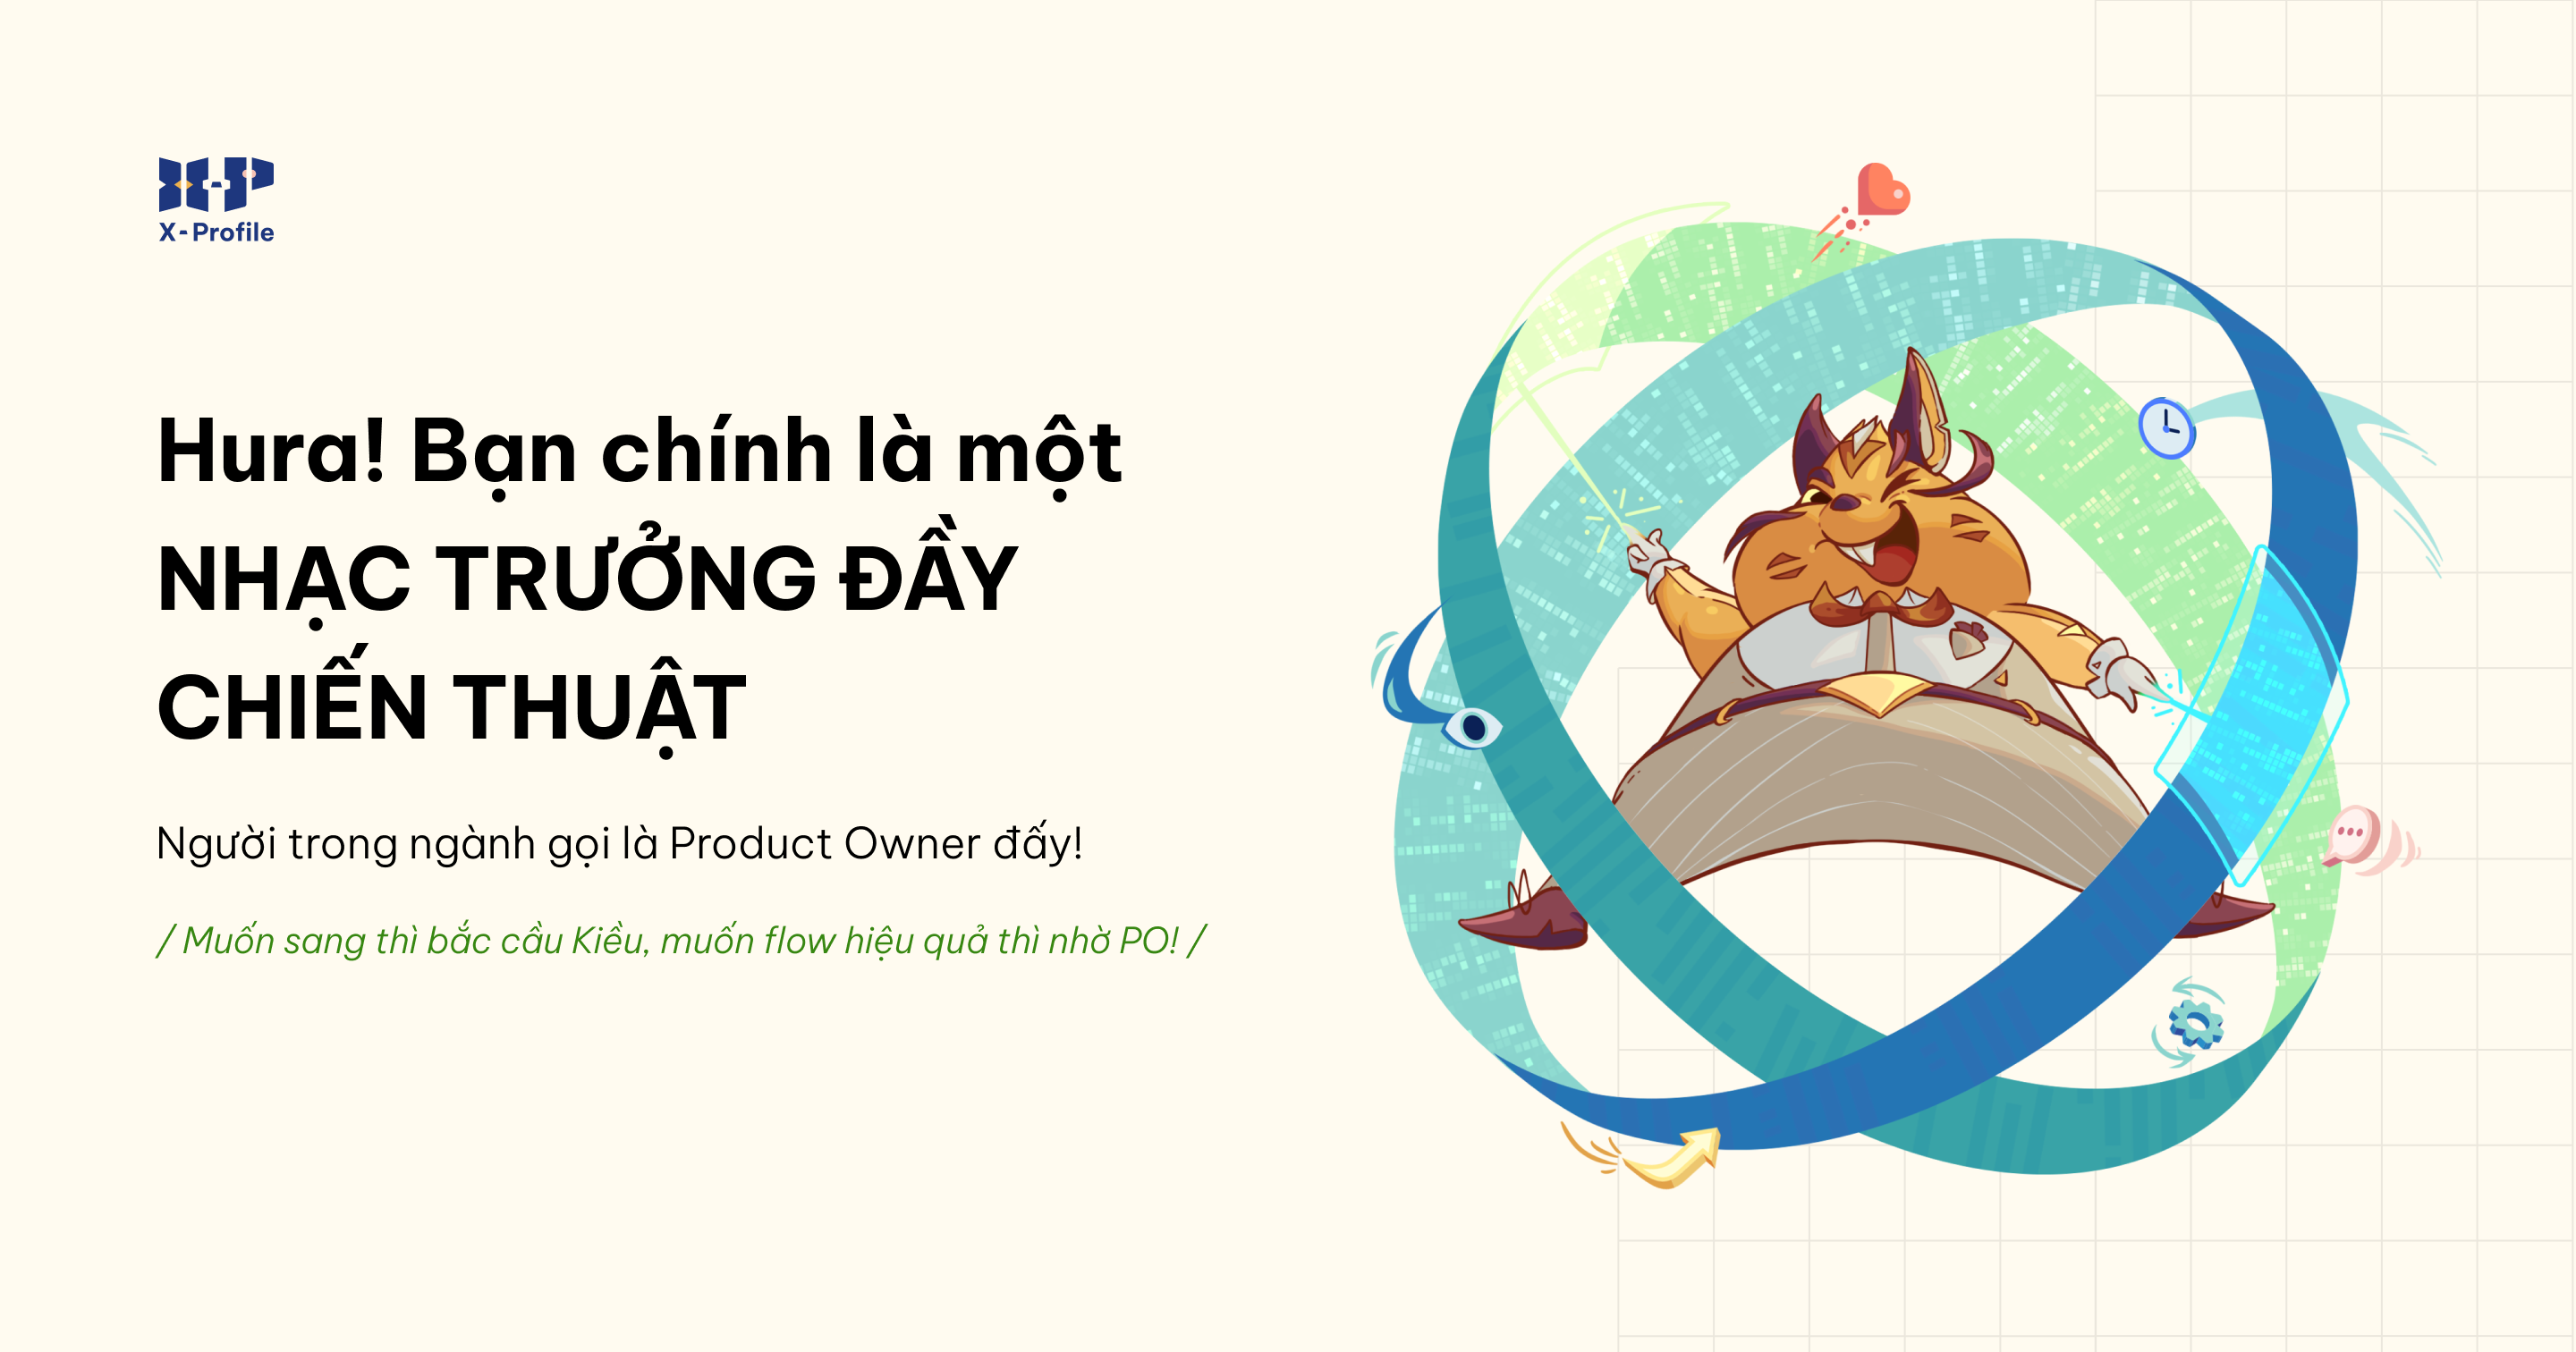 X-P
X-Profile
Hura! Bạn chính là một
NHẠC TRƯỞNG ĐẦY
CHIẾN THUẬT
Người trong ngành gọi là Product Owner đấy!
/ Muốn sang thì bắc cầu Kiều, muốn flow hiệu quả thì nhờ PO! /